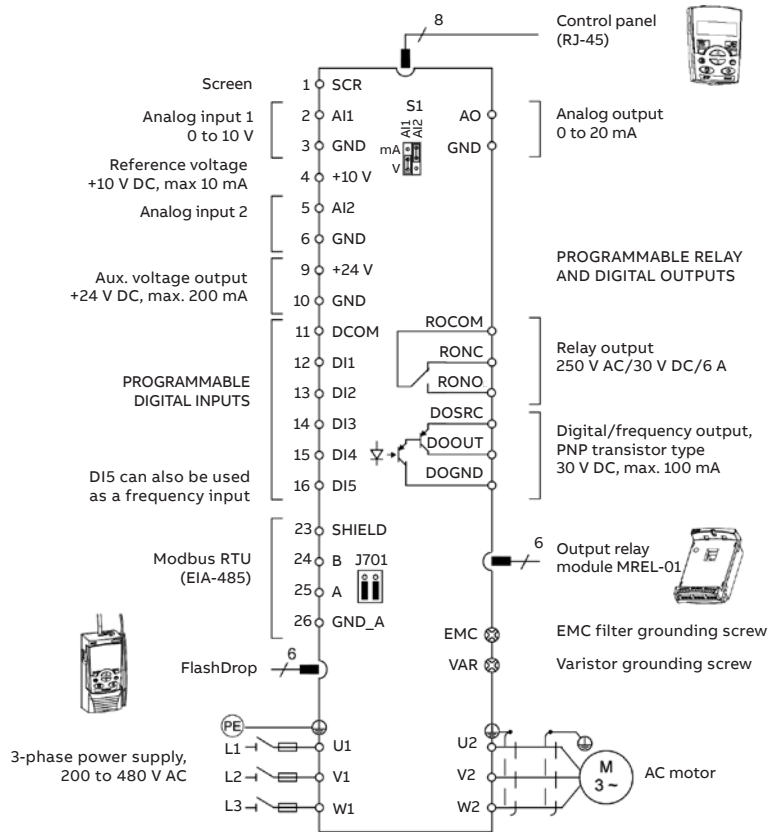 8
Control panel
(RJ-45)
Screen
1 SCR
Analog input 1
0 to 10 V
2 AI1
3 GND
S1
AI1
AI2
mA
V
AO
GND
Analog output
0 to 20 mA
Reference voltage
+10 V DC, max 10 mA
4 +10 V
Analog input 2
5 AI2
6 GND
Aux. voltage output
+24 V DC, max. 200 mA
9 +24 V
10 GND
PROGRAMMABLE RELAY
AND DIGITAL OUTPUTS
PROGRAMMABLE
DIGITAL INPUTS
DI5 can also be used
as a frequency input
11 DCOM
12 DI1
13 DI2
14 DI3
15 DI4
16 DI5
ROCOM
RONC
RONO
Relay output
250 V AC/30 V DC/6 A
DOSRC
DOOUT
DOGND
Digital/frequency output,
PNP transistor type
30 V DC, max. 100 mA
Modbus RTU
(EIA-485)
23 SHIELD
24 B
25 A
26 GND_A
J701
6
Output relay
module MREL-01
EMC
EMC filter grounding screw
VAR
Varistor grounding screw
FlashDrop
6
PE
3-phase power supply,
200 to 480 V AC
L1
U1
L2
V1
L3
W1
U2
V2
W2
M
3 ~
AC motor